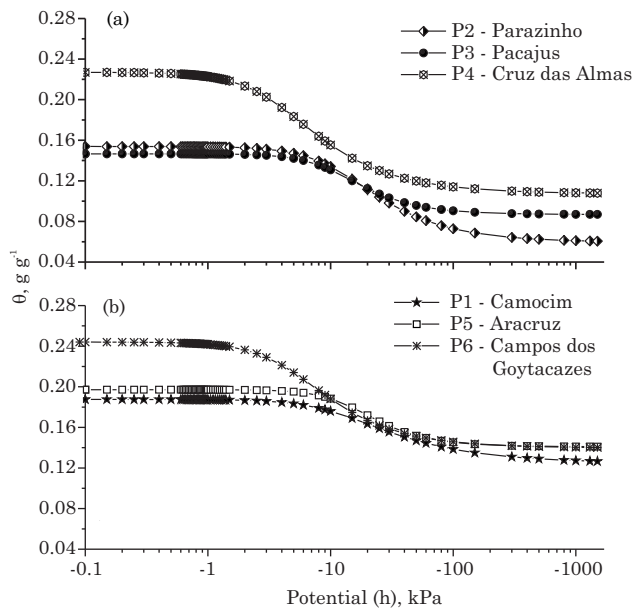 (a)
P2 - Parazinho
P3 - Pacajus
P4 - Cruz das Almas
0.28
0.24
0.20
0.16
0.12
0.08
0.04
θ, g g⁻¹
(b)
P1 - Camocim
P5 - Aracruz
P6 - Campos dos
Goytacazes
0.28
0.24
0.20
0.16
0.12
0.08
0.04
-0.1 -1 -10 -100 -1000
Potential (h), kPa